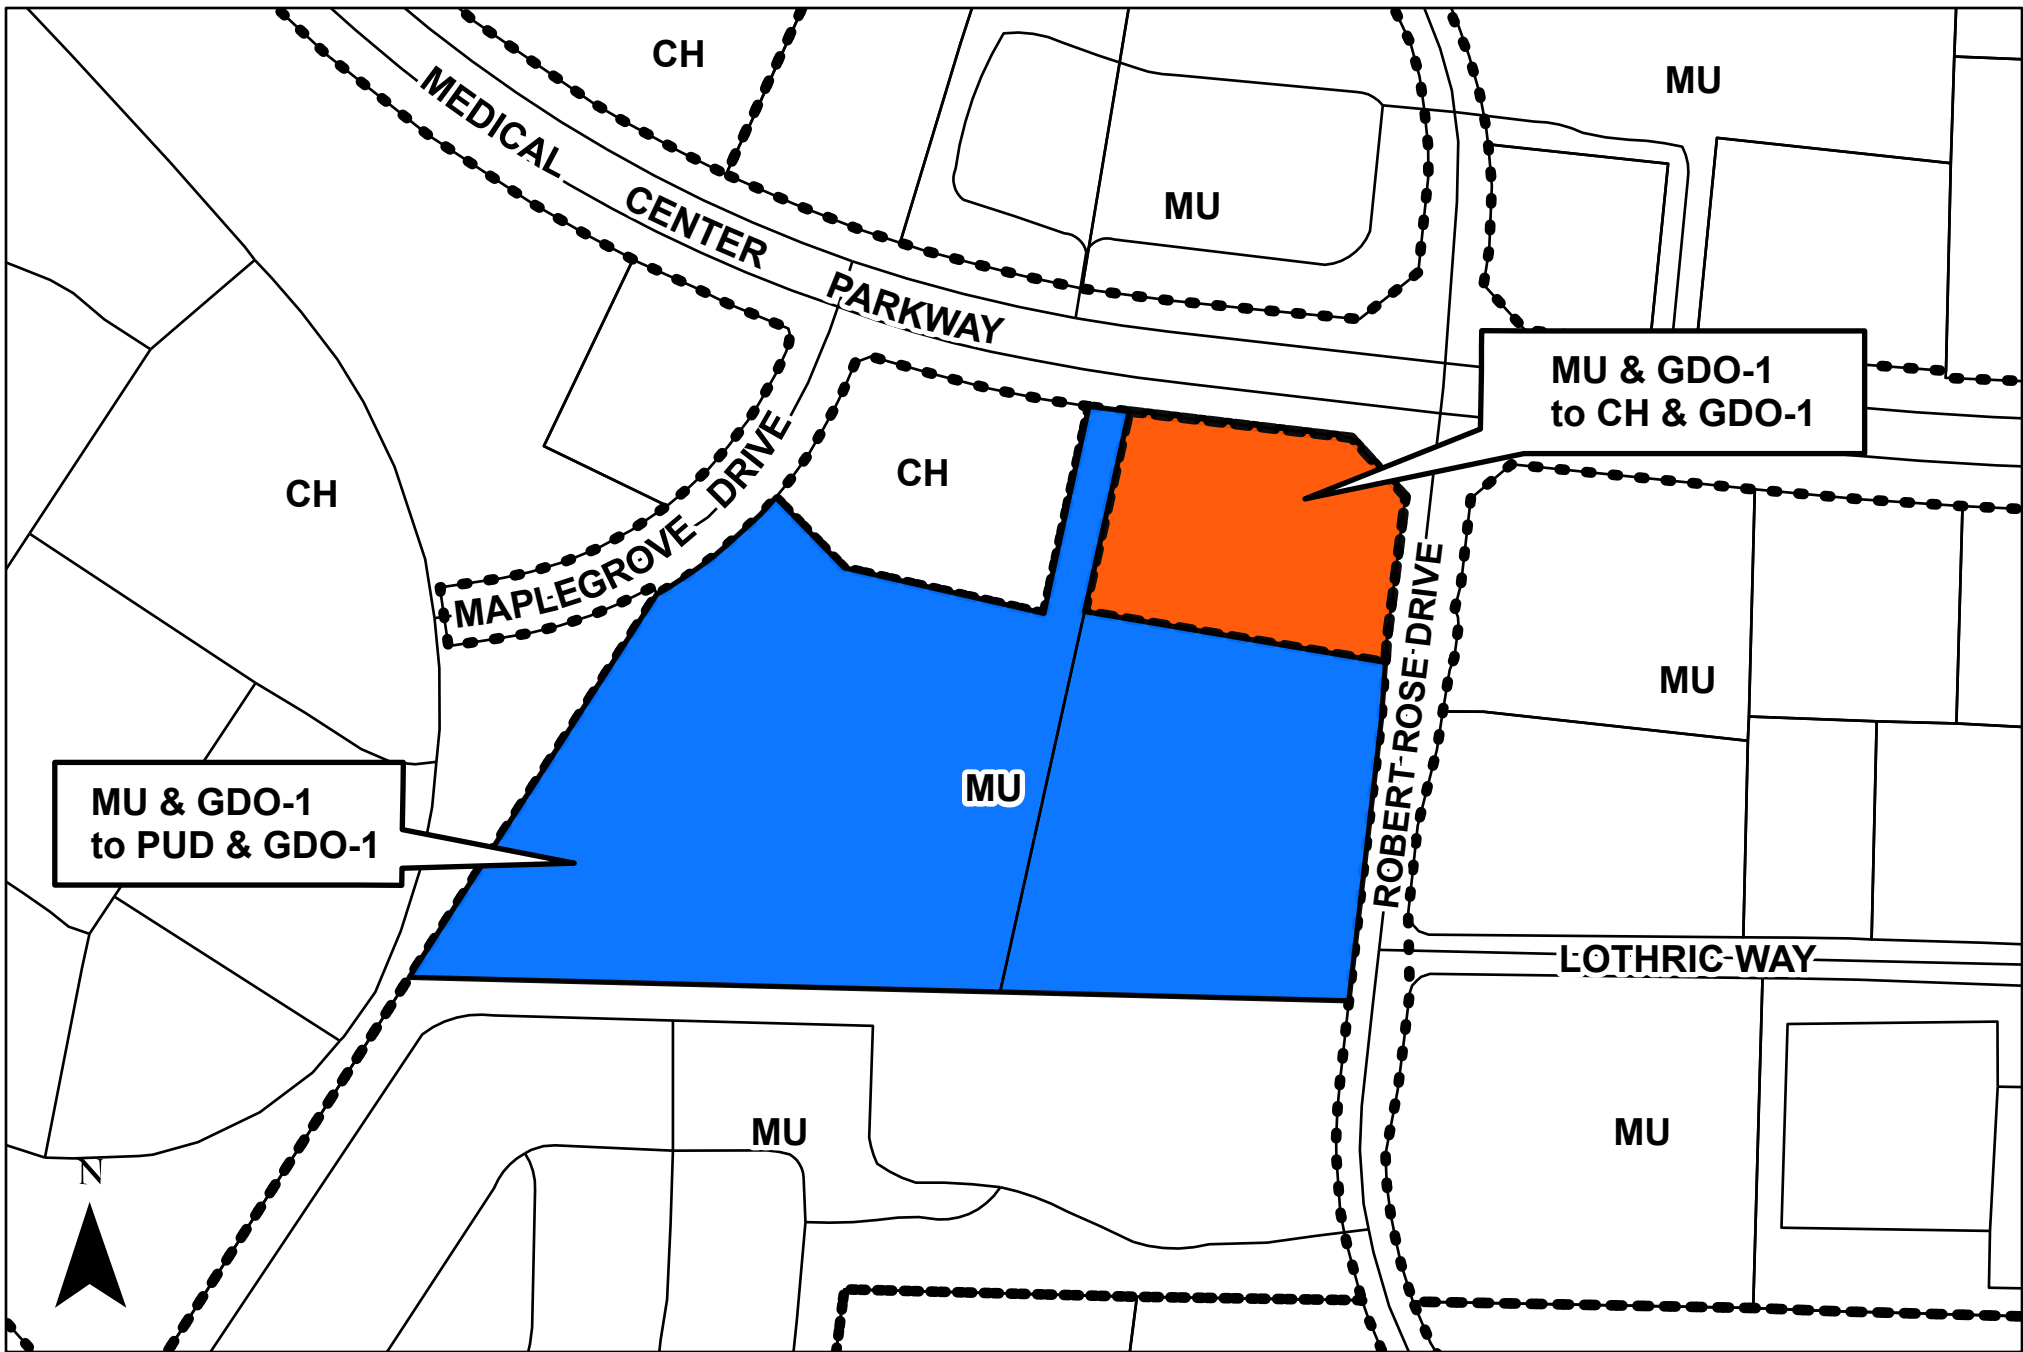 CH
MU
MEDICAL CENTER PARKWAY
MU
MU & GDO-1
to CH & GDO-1
CH
CH
MAPLEGROVE DRIVE
ROBERT ROSE DRIVE
MU
MU
MU & GDO-1
to PUD & GDO-1
LOTHRIC WAY
MU
MU
N